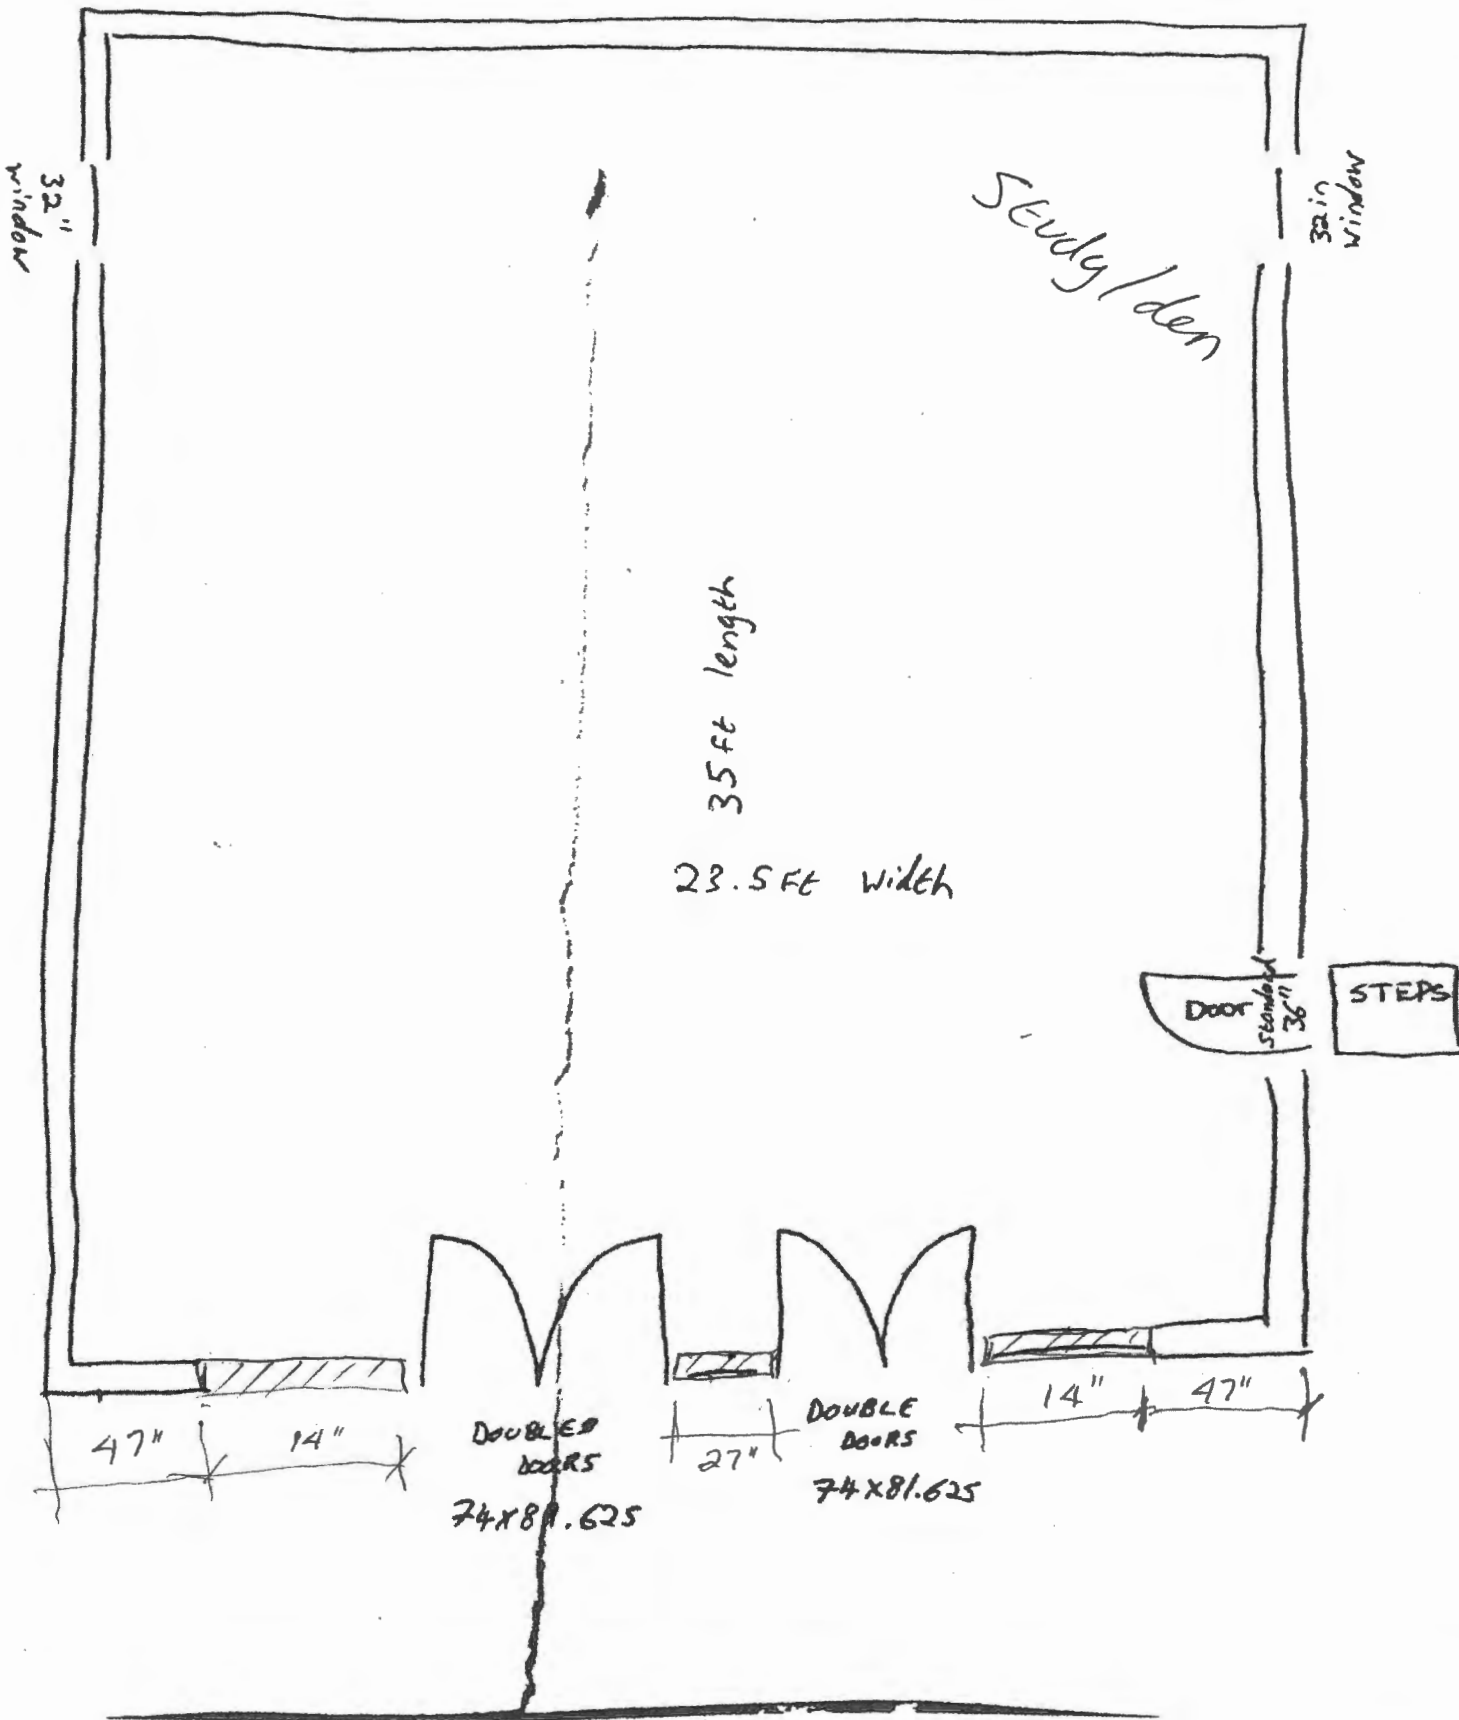 32"
window
32in
window
Study/den
35Ft length
23.5Ft width
Door
standard
36"
STEPS
47"
14"
DOUBLE
DOORS
74X81.625
27"
DOUBLE
DOORS
74X81.625
14"
47"